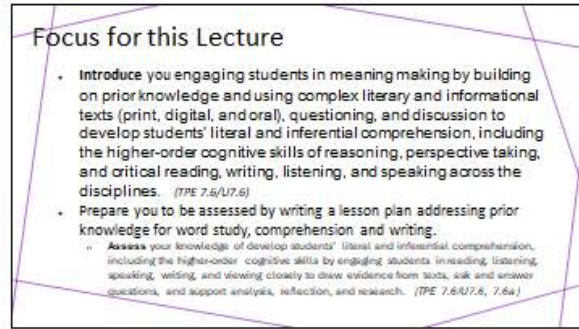 Focus for this Lecture
• Introduce you engaging students in meaning making by building
on prior knowledge and using complex literary and informational
texts (print, digital, and oral), questioning, and discussion to
develop students' literal and inferential comprehension, including
the higher-order cognitive skills of reasoning, perspective taking,
and critical reading, writing, listening, and speaking across the
disciplines. (TPE 7.6/U7.6)
• Prepare you to be assessed by writing a lesson plan addressing prior
knowledge for word study, comprehension and writing.
Assess your knowledge of develop students' literal and inferential comprehension,
including the higher-order cognitive skills by engaging students in reading, listening,
speaking, writing, and viewing closely to draw evidence from texts, ask and answer
questions, and support analysis, reflection, and research. (TPE 7.6/U7.6, 7.6a)